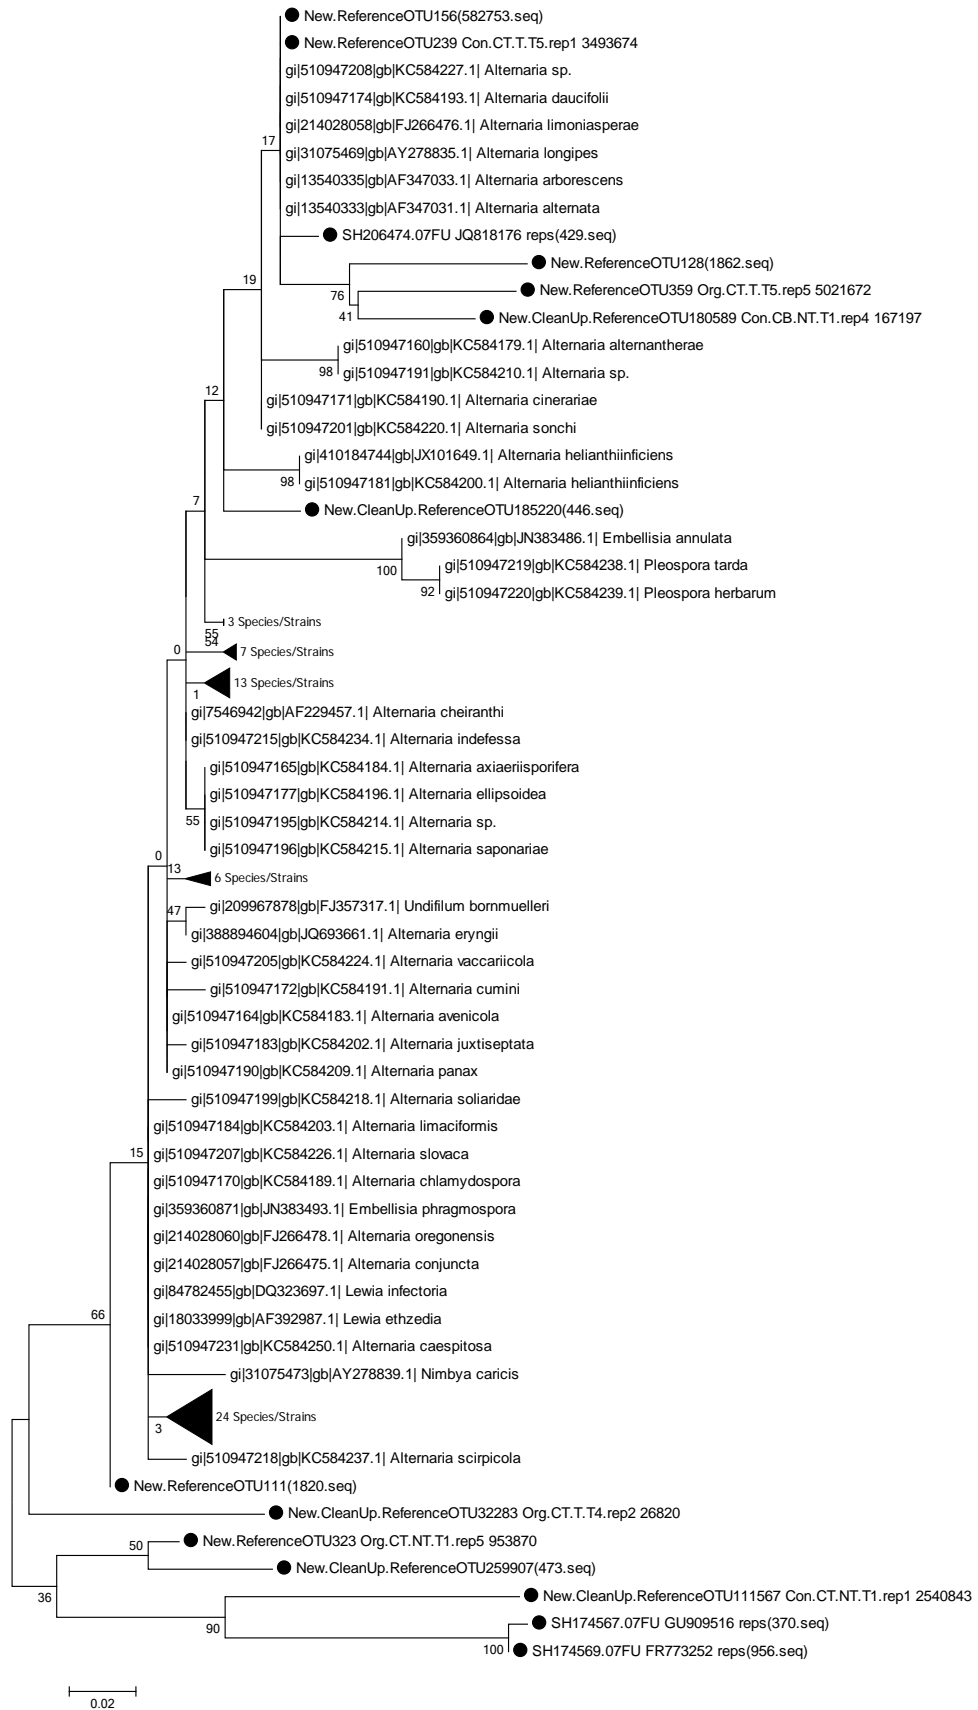 New.ReferenceOTU156(582753.seq)
New.ReferenceOTU239 Con.CT.T.T5.rep1 3493674
gi|510947208|gb|KC584227.1| Alternaria sp.
gi|510947174|gb|KC584193.1| Alternaria daucifolii
gi|214028058|gb|FJ266476.1| Alternaria limoniasperae
17
gi|31075469|gb|AY278835.1| Alternaria longipes
gi|13540335|gb|AF347033.1| Alternaria arborescens
gi|13540333|gb|AF347031.1| Alternaria alternata
SH206474.07FU JQ818176 reps(429.seq)
New.ReferenceOTU128(1862.seq)
19
New.ReferenceOTU359 Org.CT.T.T5.rep5 5021672
76
New.CleanUp.ReferenceOTU180589 Con.CB.NT.T1.rep4 167197
41
gi|510947160|gb|KC584179.1| Alternaria alternantherae
98
gi|510947191|gb|KC584210.1| Alternaria sp.
12
gi|510947171|gb|KC584190.1| Alternaria cinerariae
gi|510947201|gb|KC584220.1| Alternaria sonchi
gi|410184744|gb|JX101649.1| Alternaria helianthiinficiens
98
gi|510947181|gb|KC584200.1| Alternaria helianthiinficiens
7
New.CleanUp.ReferenceOTU185220(446.seq)
gi|359360864|gb|JN383486.1| Embellisia annulata
100
gi|510947219|gb|KC584238.1| Pleospora tarda
92
gi|510947220|gb|KC584239.1| Pleospora herbarum
3 Species/Strains
55
54
0
7 Species/Strains
13 Species/Strains
1
gi|7546942|gb|AF229457.1| Alternaria cheiranthi
gi|510947215|gb|KC584234.1| Alternaria indefessa
gi|510947165|gb|KC584184.1| Alternaria axiaeriisporifera
gi|510947177|gb|KC584196.1| Alternaria ellipsoidea
55
gi|510947195|gb|KC584214.1| Alternaria sp.
gi|510947196|gb|KC584215.1| Alternaria saponariae
0
13
6 Species/Strains
47
gi|209967878|gb|FJ357317.1| Undifilum bornmuelleri
gi|388894604|gb|JQ693661.1| Alternaria eryngii
gi|510947205|gb|KC584224.1| Alternaria vaccariicola
gi|510947172|gb|KC584191.1| Alternaria cumini
gi|510947164|gb|KC584183.1| Alternaria avenicola
gi|510947183|gb|KC584202.1| Alternaria juxtiseptata
gi|510947190|gb|KC584209.1| Alternaria panax
gi|510947199|gb|KC584218.1| Alternaria soliaridae
gi|510947184|gb|KC584203.1| Alternaria limaciformis
15
gi|510947207|gb|KC584226.1| Alternaria slovaca
gi|510947170|gb|KC584189.1| Alternaria chlamydospora
gi|359360871|gb|JN383493.1| Embellisia phragmospora
gi|214028060|gb|FJ266478.1| Alternaria oregonensis
gi|214028057|gb|FJ266475.1| Alternaria conjuncta
gi|84782455|gb|DQ323697.1| Lewia infectoria
66
gi|18033999|gb|AF392987.1| Lewia ethzedia
gi|510947231|gb|KC584250.1| Alternaria caespitosa
gi|31075473|gb|AY278839.1| Nimbya caricis
24 Species/Strains
3
gi|510947218|gb|KC584237.1| Alternaria scirpicola
New.ReferenceOTU111(1820.seq)
New.CleanUp.ReferenceOTU32283 Org.CT.T.T4.rep2 26820
New.ReferenceOTU323 Org.CT.NT.T1.rep5 953870
50
New.CleanUp.ReferenceOTU259907(473.seq)
36
New.CleanUp.ReferenceOTU111567 Con.CT.NT.T1.rep1 2540843
90
SH174567.07FU GU909516 reps(370.seq)
100
SH174569.07FU FR773252 reps(956.seq)
0.02